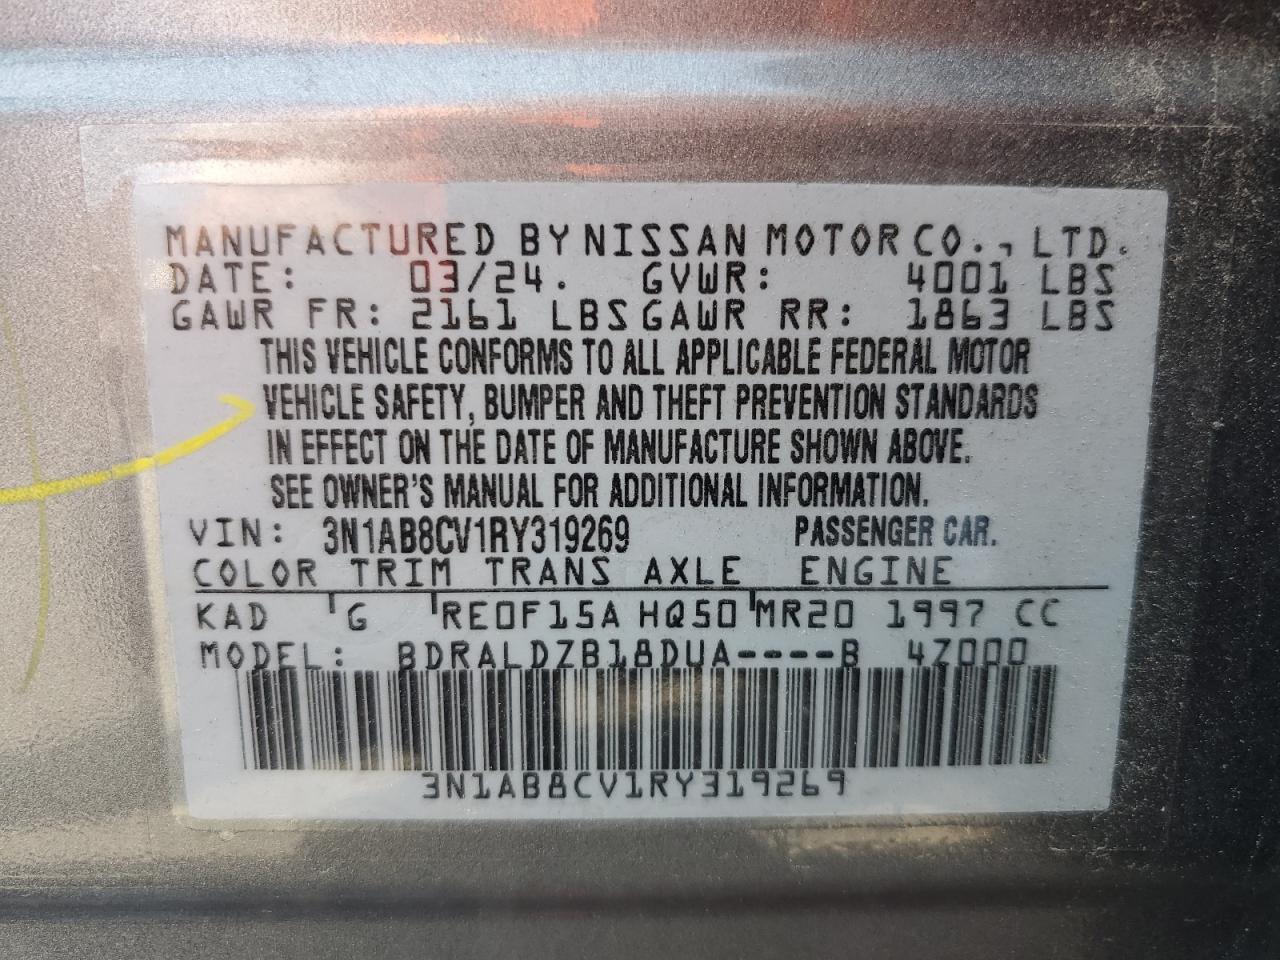 MANUFACTURED BY NISSAN MOTOR CO., LTD.
DATE: 03/24. GVWR: 4001 LBS
GAWR FR: 2161 LBS GAWR RR: 1863 LBS
THIS VEHICLE CONFORMS TO ALL APPLICABLE FEDERAL MOTOR
VEHICLE SAFETY, BUMPER AND THEFT PREVENTION STANDARDS
IN EFFECT ON THE DATE OF MANUFACTURE SHOWN ABOVE.
SEE OWNER'S MANUAL FOR ADDITIONAL INFORMATION.
VIN: 3N1AB8CV1RY319269 PASSENGER CAR.
COLOR TRIM TRANS AXLE ENGINE
KAD G RE0F15A HQ50 MR20 1997 CC
MODEL: BDRALDZB18DUA----B 4Z000
3N1AB8CV1RY319269